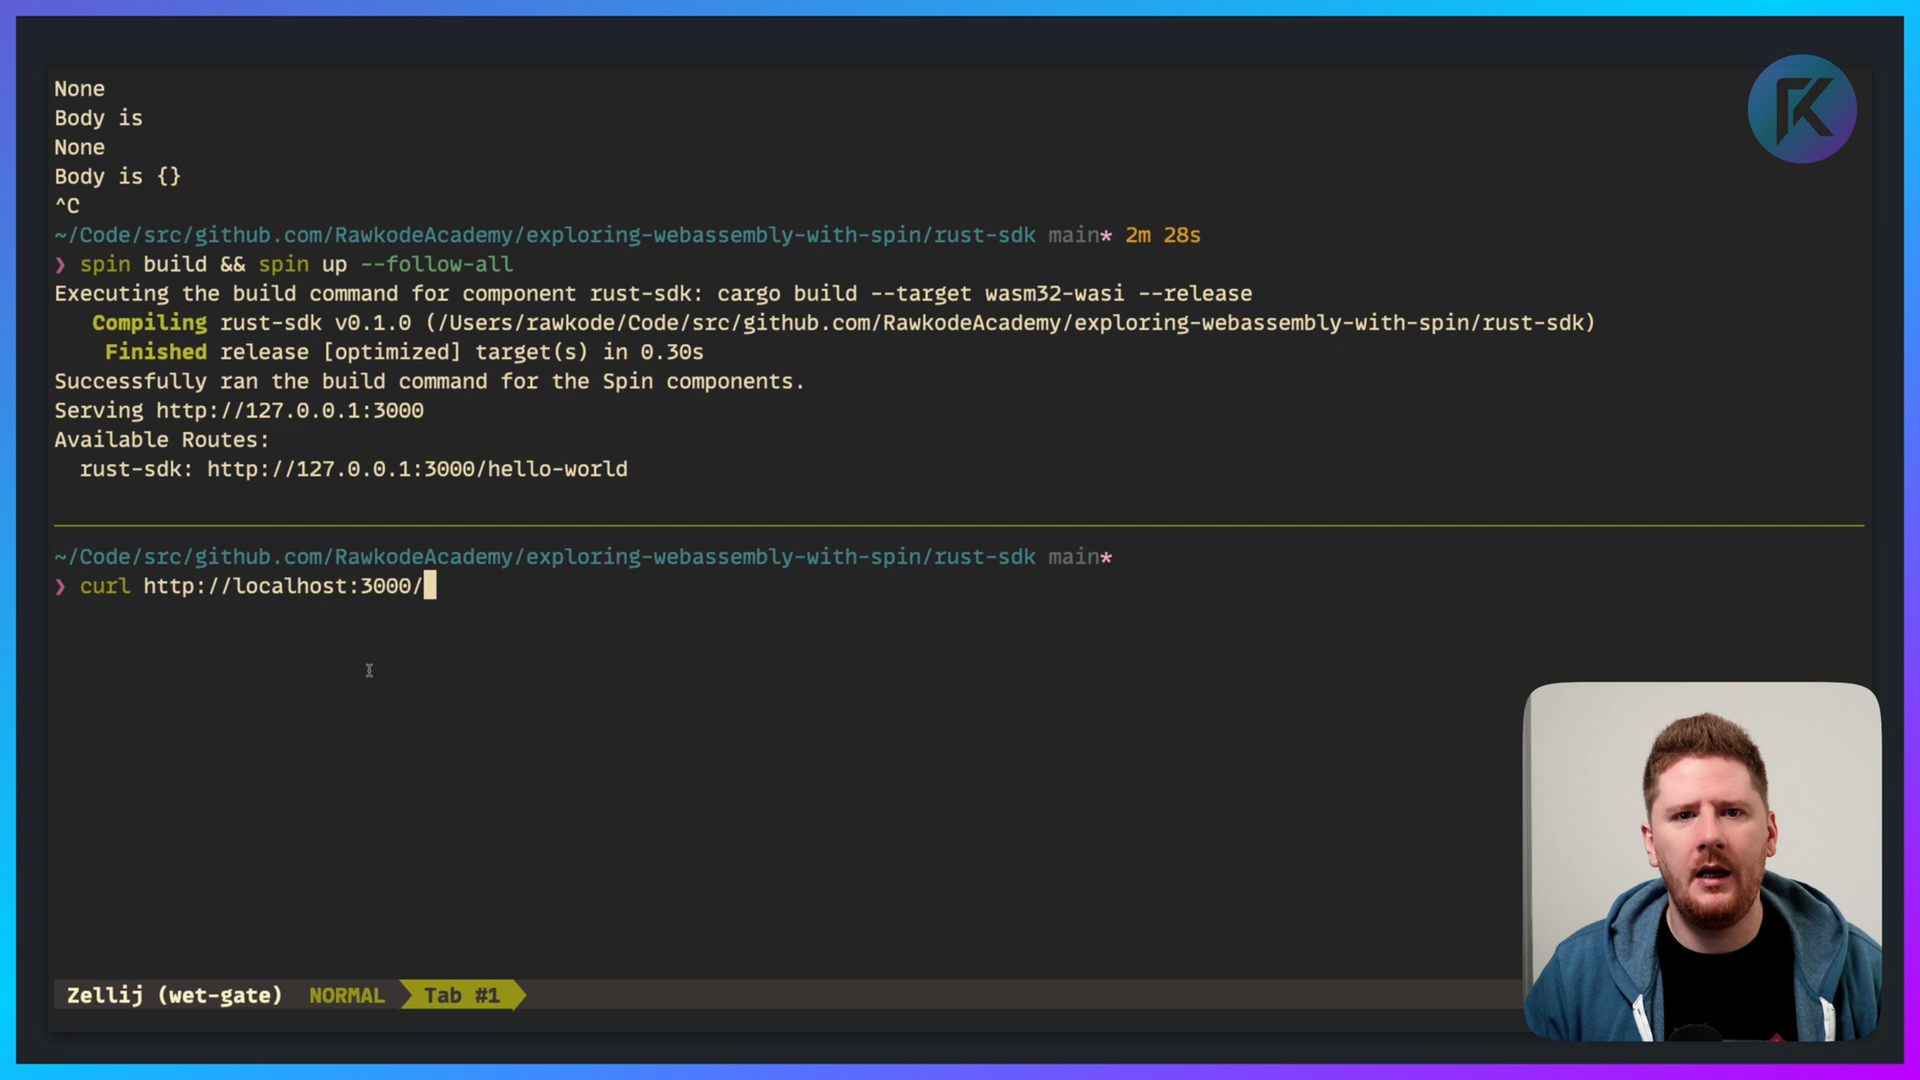 None
Body is
None
Body is {}
^C
~/Code/src/github.com/RawkodeAcademy/exploring-webassembly-with-spin/rust-sdk main* 2m 28s
❯ spin build && spin up --follow-all
Executing the build command for component rust-sdk: cargo build --target wasm32-wasi --release
Compiling rust-sdk v0.1.0 (/Users/rawkode/Code/src/github.com/RawkodeAcademy/exploring-webassembly-with-spin/rust-sdk)
Finished release [optimized] target(s) in 0.30s
Successfully ran the build command for the Spin components.
Serving http://127.0.0.1:3000
Available Routes:
rust-sdk: http://127.0.0.1:3000/hello-world
~/Code/src/github.com/RawkodeAcademy/exploring-webassembly-with-spin/rust-sdk main*
❯ curl http://localhost:3000/
Zellij (wet-gate) NORMAL Tab #1